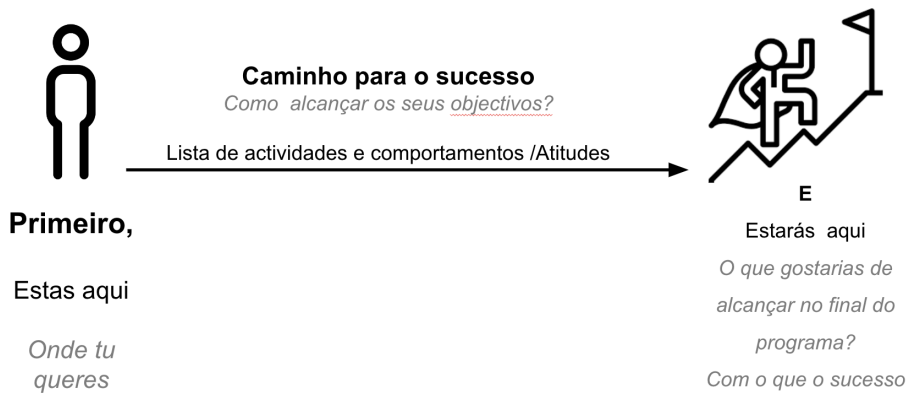 Caminho para o sucesso
Como alcançar os seus objectivos?
Lista de actividades e comportamentos /Atitudes
Primeiro,
Estas aqui
Onde tu
queres
E
Estarás aqui
O que gostarias de
alcançar no final do
programa?
Com o que o sucesso